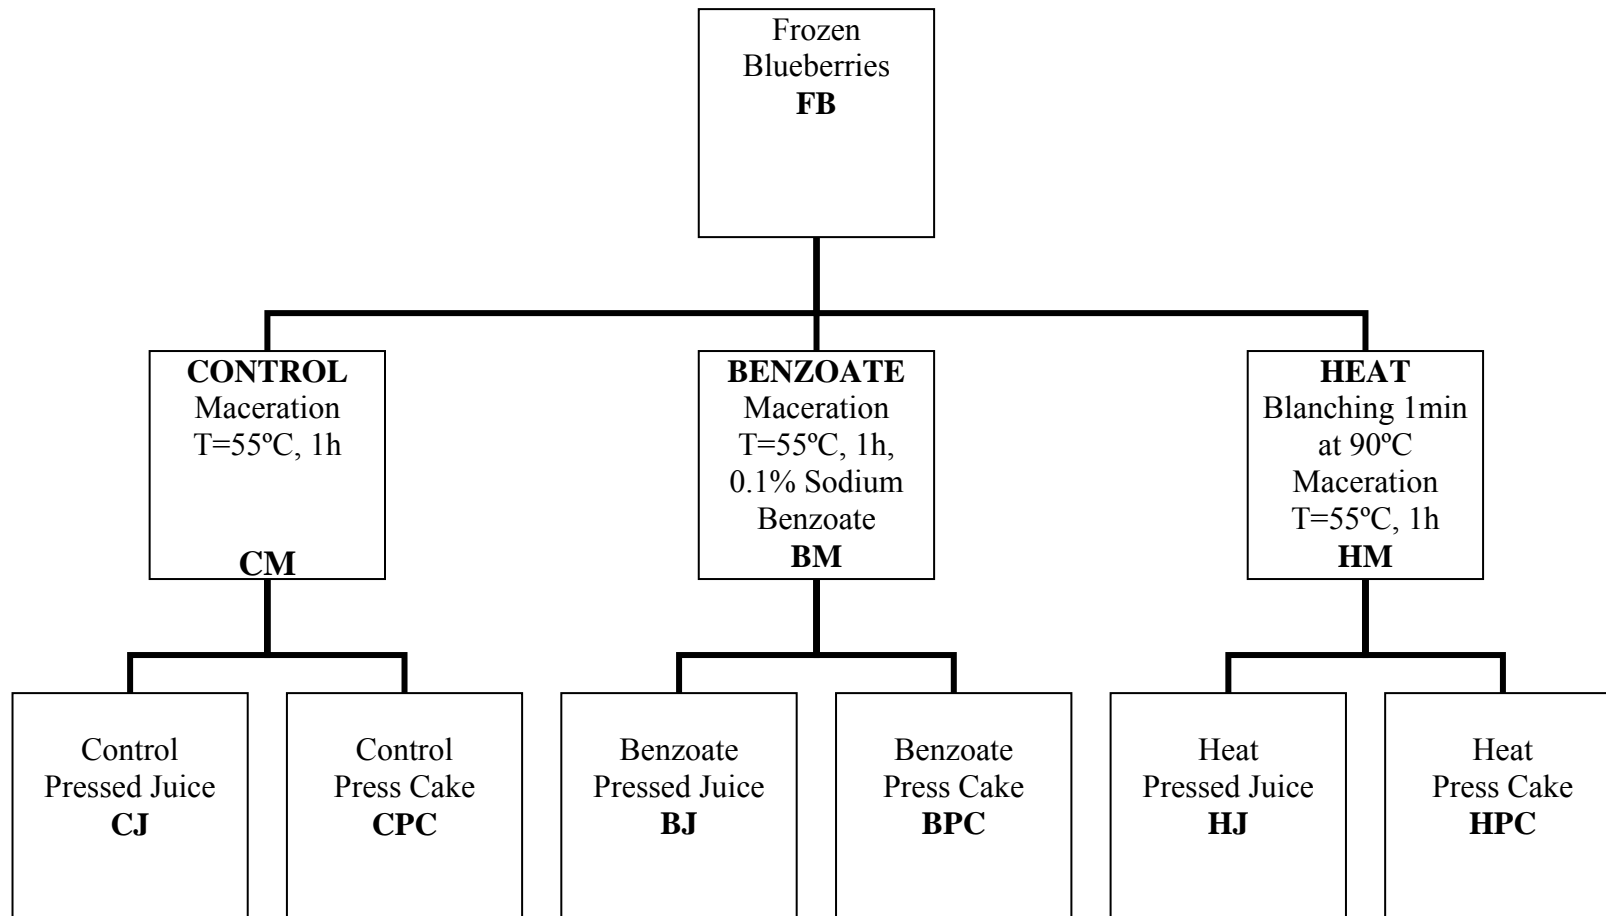 Frozen
Blueberries
FB
CONTROL
Maceration
T=55ºC, 1h
CM
BENZOATE
Maceration
T=55ºC, 1h,
0.1% Sodium
Benzoate
BM
HEAT
Blanching 1min
at 90ºC
Maceration
T=55ºC, 1h
HM
Control
Pressed Juice
CJ
Control
Press Cake
CPC
Benzoate
Pressed Juice
BJ
Benzoate
Press Cake
BPC
Heat
Pressed Juice
HJ
Heat
Press Cake
HPC